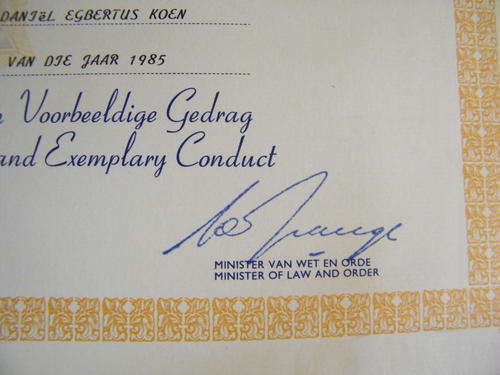 DANIËL EGBERTUS KOEN
VAN DIE JAAR 1985
Voorbeeldige Gedrag
and Exemplary Conduct
MINISTER VAN WET EN ORDE
MINISTER OF LAW AND ORDER